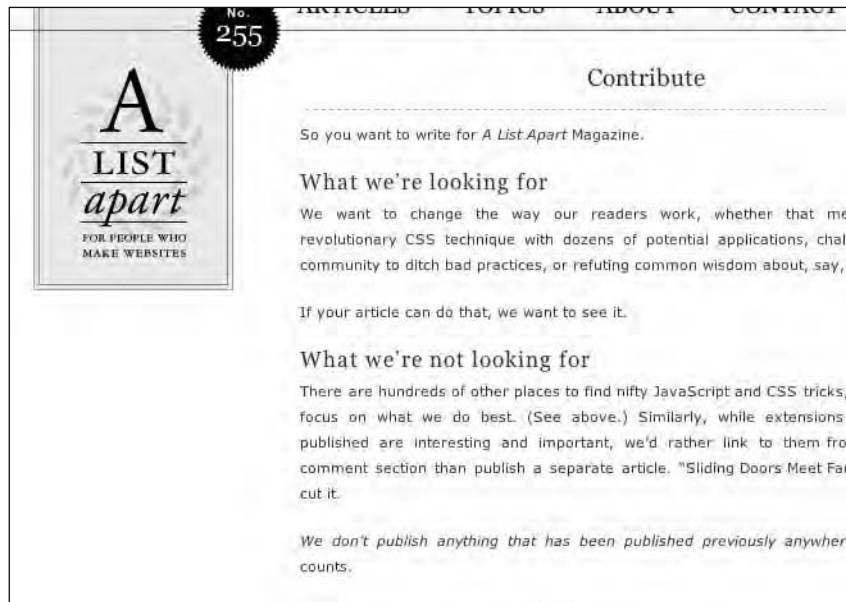 No.
255
ARTICLES TOPICS ABOUT CONTACT
A
LIST
apart
FOR PEOPLE WHO
MAKE WEBSITES
Contribute
So you want to write for A List Apart Magazine.
What we're looking for
We want to change the way our readers work, whether that me
revolutionary CSS technique with dozens of potential applications, chal
community to ditch bad practices, or refuting common wisdom about, say,
If your article can do that, we want to see it.
What we're not looking for
There are hundreds of other places to find nifty JavaScript and CSS tricks,
focus on what we do best. (See above.) Similarly, while extensions
published are interesting and important, we'd rather link to them fro
comment section than publish a separate article. "Sliding Doors Meet Fa
cut it.
We don't publish anything that has been published previously anywher
counts.